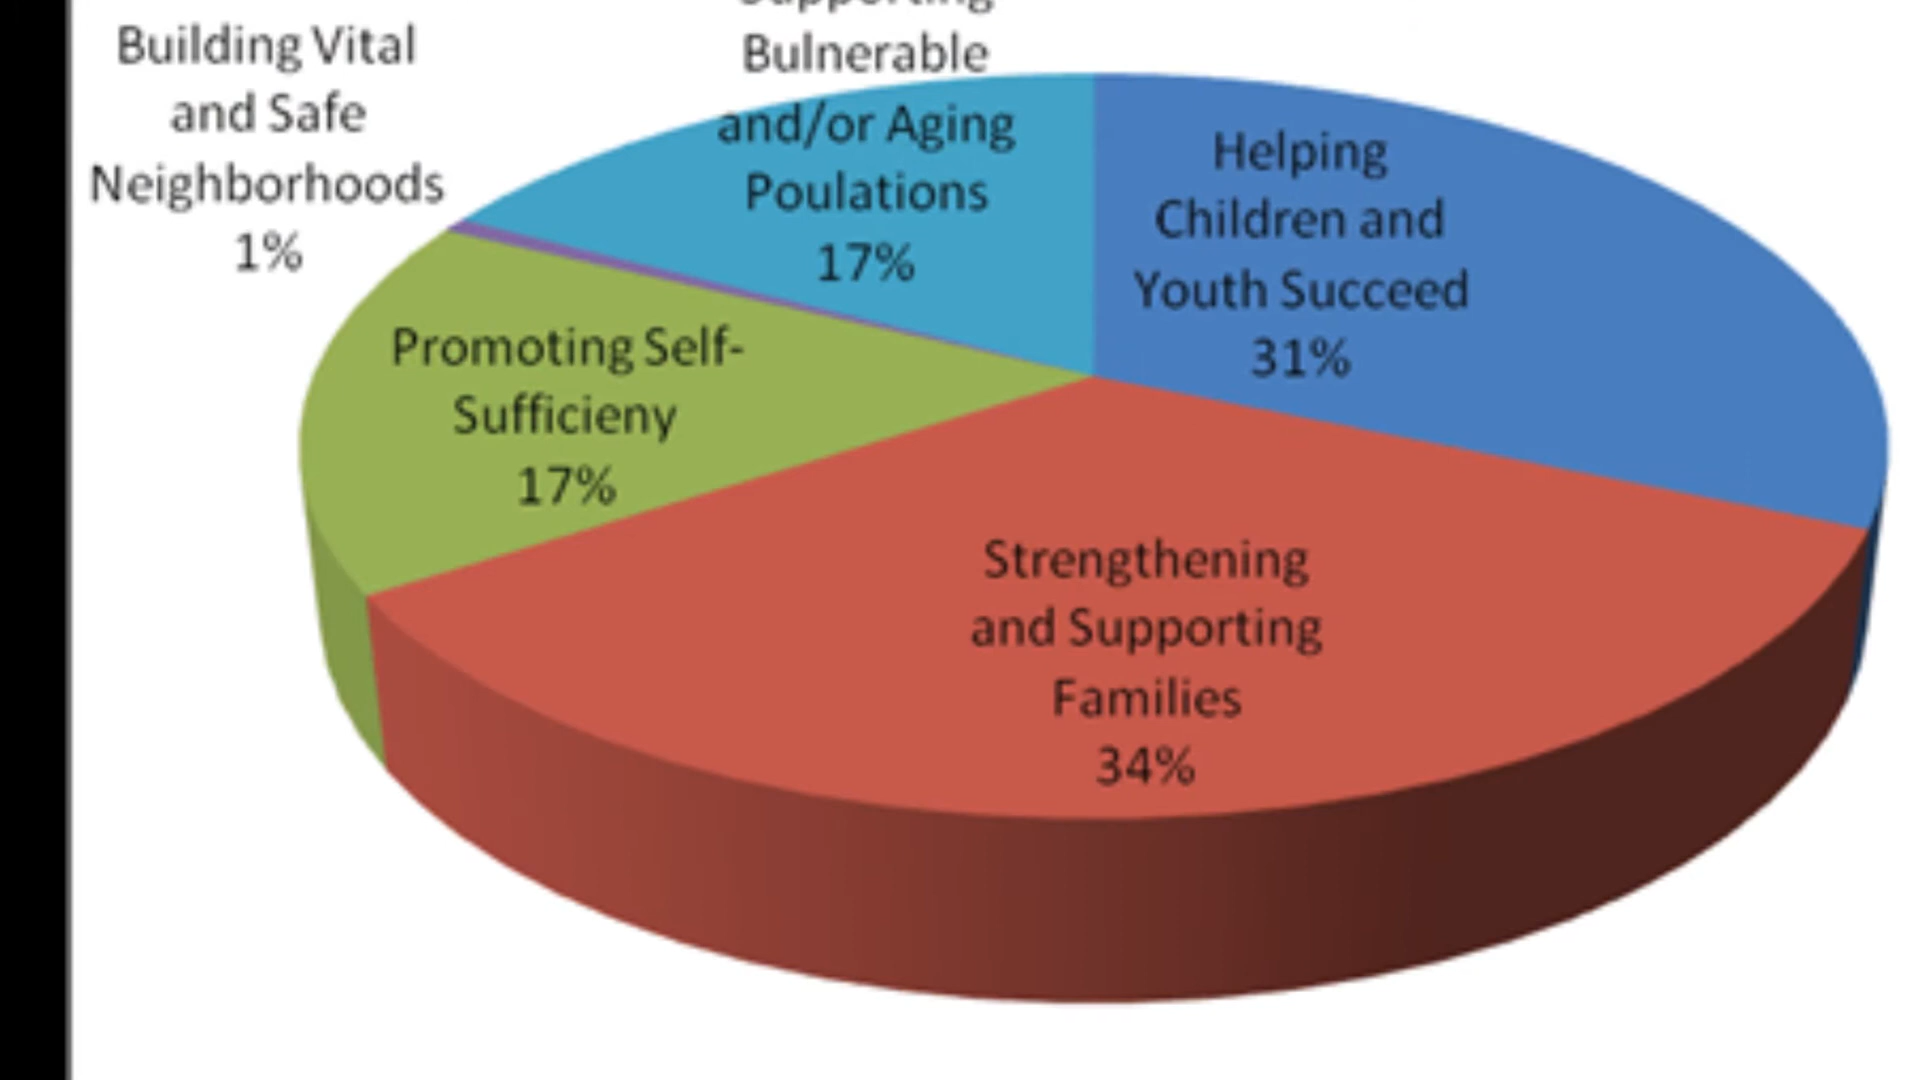 Building Vital
and Safe
Neighborhoods
1%
Supporting
Bulnerable
and/or Aging
Poulations
17%
Helping
Children and
Youth Succeed
31%
Promoting Self-
Sufficieny
17%
Strengthening
and Supporting
Families
34%